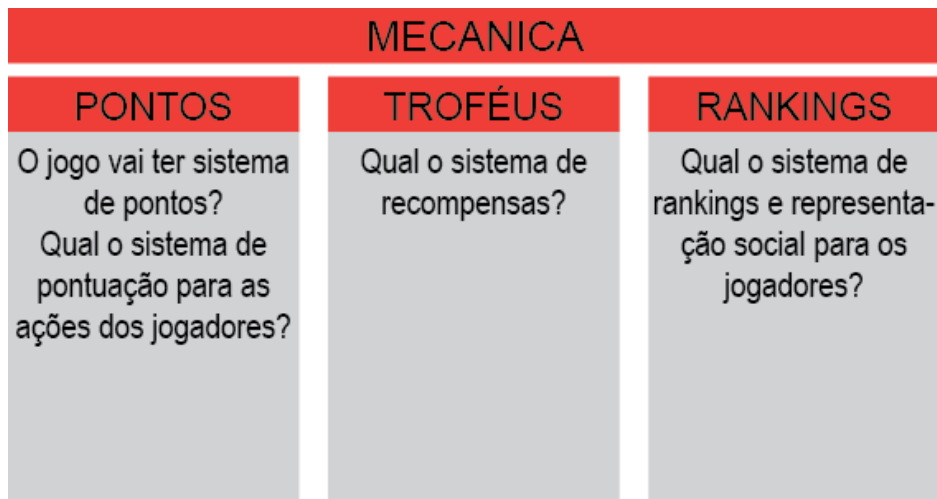 MECANICA
PONTOS
O jogo vai ter sistema
de pontos?
Qual o sistema de
pontuação para as
ações dos jogadores?
TROFÉUS
Qual o sistema de
recompensas?
RANKINGS
Qual o sistema de
rankings e representa-
ção social para os
jogadores?